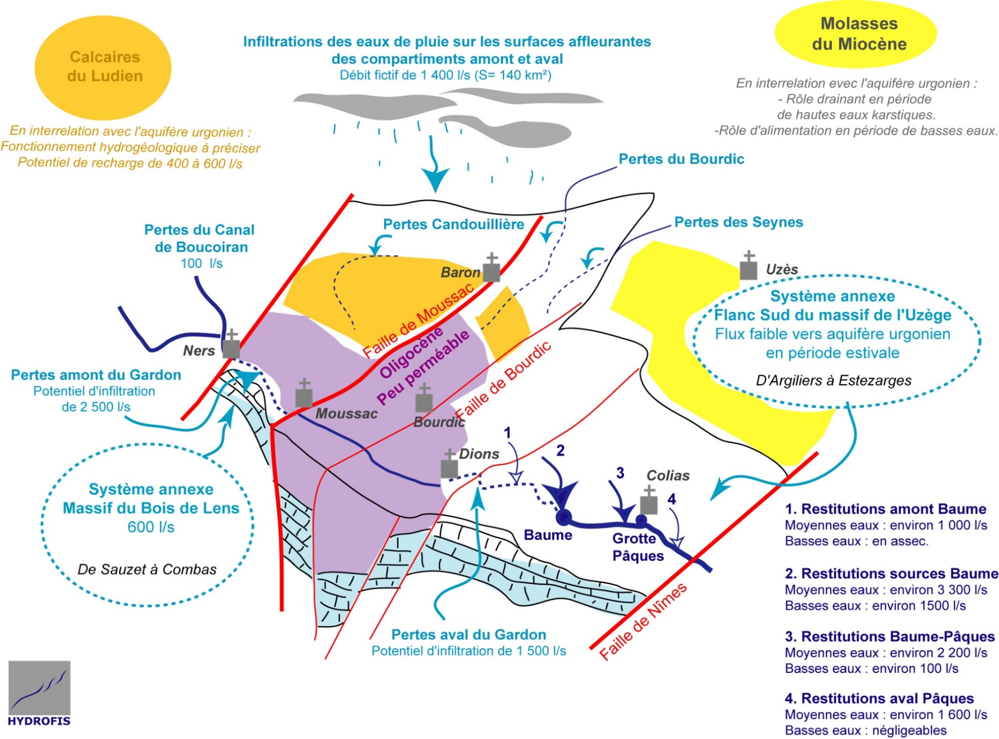 Calcaires
du Ludien
En interrelation avec l'aquifère urgonien :
Fonctionnement hydrogéologique à préciser
Potentiel de recharge de 400 à 600 l/s
Infiltrations des eaux de pluie sur les surfaces affleurantes
des compartiments amont et aval
Débit fictif de 1 400 l/s (S= 140 km²)
Molasses
du Miocène
En interrelation evec l'aquifère urgonien :
- Rôle drainant en période
de hautes eaux karstiques.
-Rôle d'alimentation en période de basses eaux.
Pertes du Bourdic
Pertes des Seynes
Pertes Candouillière
Pertes du Canal
de Boucoiran
100 l/s
Baron
Uzès
Système annexe
Flanc Sud du massif de l'Uzège
Flux faible vers aquifère urgonien
en période estivale
D'Argiliers à Estezarges
Faille de Moussac
Oligocène
Peu perméable
Faille de Bourdic
Ners
Pertes amont du Gardon
Potentiel d'infiltration
de 2 500 l/s
Moussac
Bourdic
Dions
1
2
3
Colias
4
Baume
Grotte
Pâques
Système annexe
Massif du Bois de Lens
600 l/s
De Sauzet à Combas
Pertes aval du Gardon
Potentiel d'infiltration de 1 500 l/s
Faille de Nîmes
1. Restitutions amont Baume
Moyennes eaux : environ 1 000 l/s
Basses eaux : en assec.
2. Restitutions sources Baume
Moyennes eaux : environ 3 300 l/s
Basses eaux : environ 1500 l/s
3. Restitutions Baume-Pâques
Moyennes eaux : environ 2 200 l/s
Basses eaux : environ 100 l/s
4. Restitutions aval Pâques
Moyennes eaux : environ 1 600 l/s
Basses eaux : négligeables
HYDROFIS